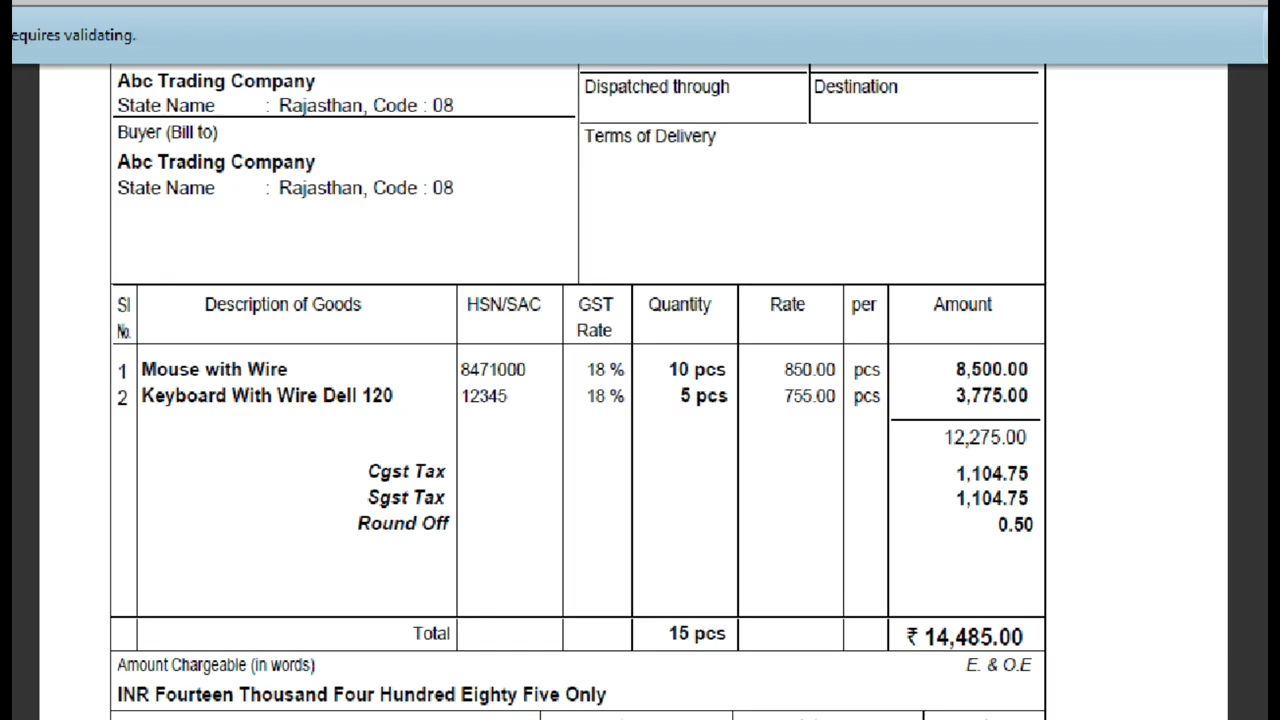 equires validating.
Abc Trading Company
State Name : Rajasthan, Code : 08
Dispatched through
Destination
Buyer (Bill to)
Terms of Delivery
Abc Trading Company
State Name : Rajasthan, Code : 08
Sl No. Description of Goods HSN/SAC GST Rate Quantity Rate per Amount
1 Mouse with Wire 8471000 18 % 10 pcs 850.00 pcs 8,500.00
2 Keyboard With Wire Dell 120 12345 18 % 5 pcs 755.00 pcs 3,775.00
12,275.00
Cgst Tax 1,104.75
Sgst Tax 1,104.75
Round Off 0.50
Total 15 pcs ₹ 14,485.00
Amount Chargeable (in words) E. & O.E
INR Fourteen Thousand Four Hundred Eighty Five Only